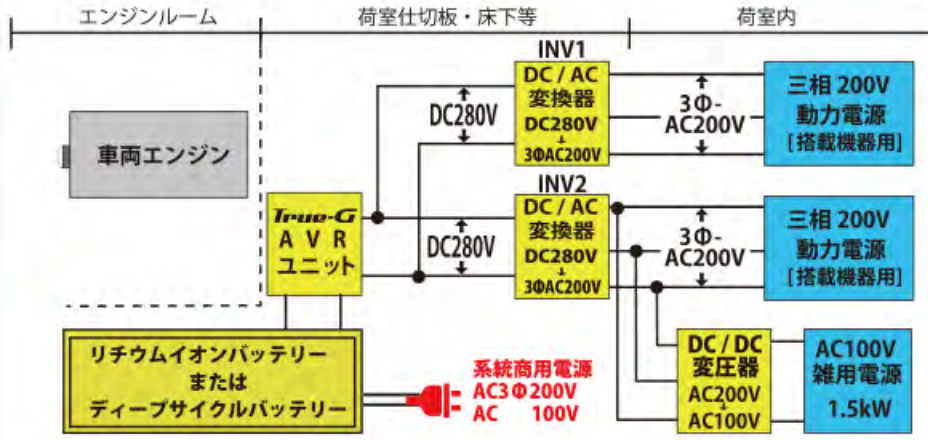 エンジンルーム
荷室仕切板・床下等
荷室内
車両エンジン
True-G
A V R
ユニット
DC280V
DC280V
INV1
DC / AC
変換器
DC280V
↓
3ΦAC200V
3Φ-
AC200V
三相 200V
動力電源
[搭載機器用]
INV2
DC / AC
変換器
DC280V
↓
3ΦAC200V
3Φ-
AC200V
三相 200V
動力電源
[搭載機器用]
リチウムイオンバッテリー
または
ディープサイクルバッテリー
系統商用電源
AC3Φ200V
AC 100V
DC / DC
変圧器
AC200V
↓
AC100V
AC100V
雑用電源
1.5kW